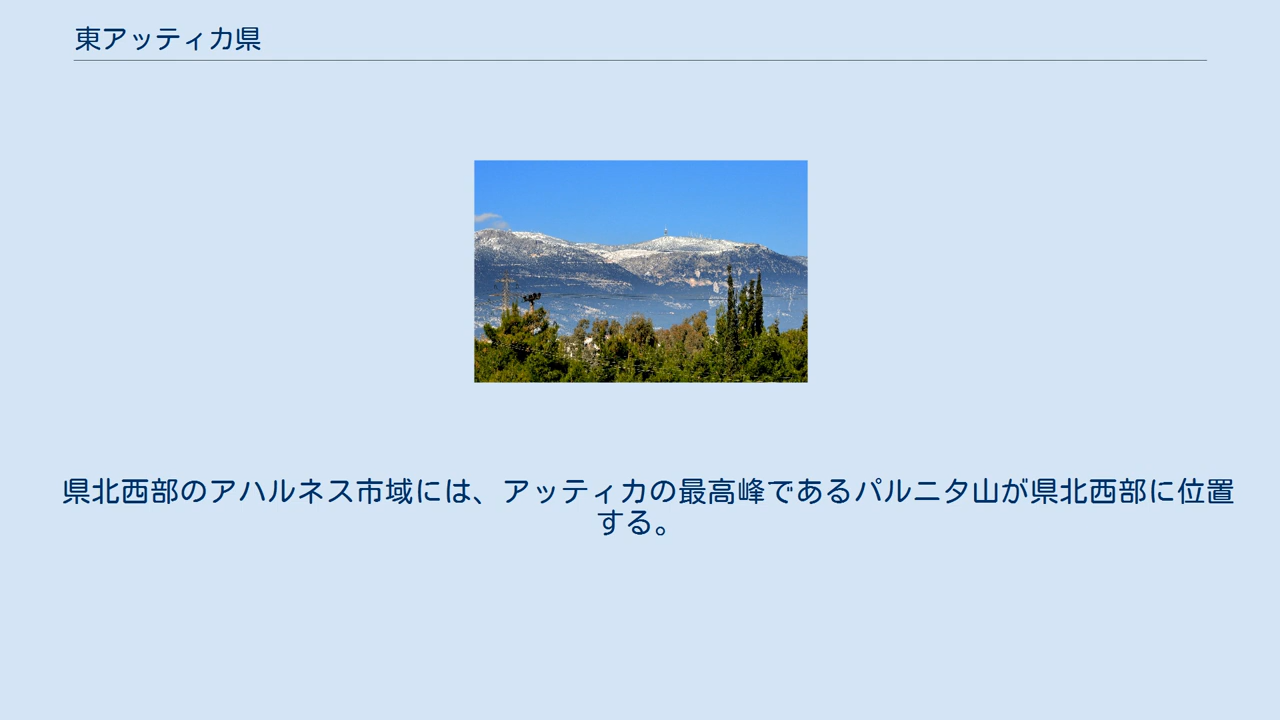 東アッティカ県
県北西部のアハルネス市域には、アッティカの最高峰であるパルニタ山が県北西部に位置
する。